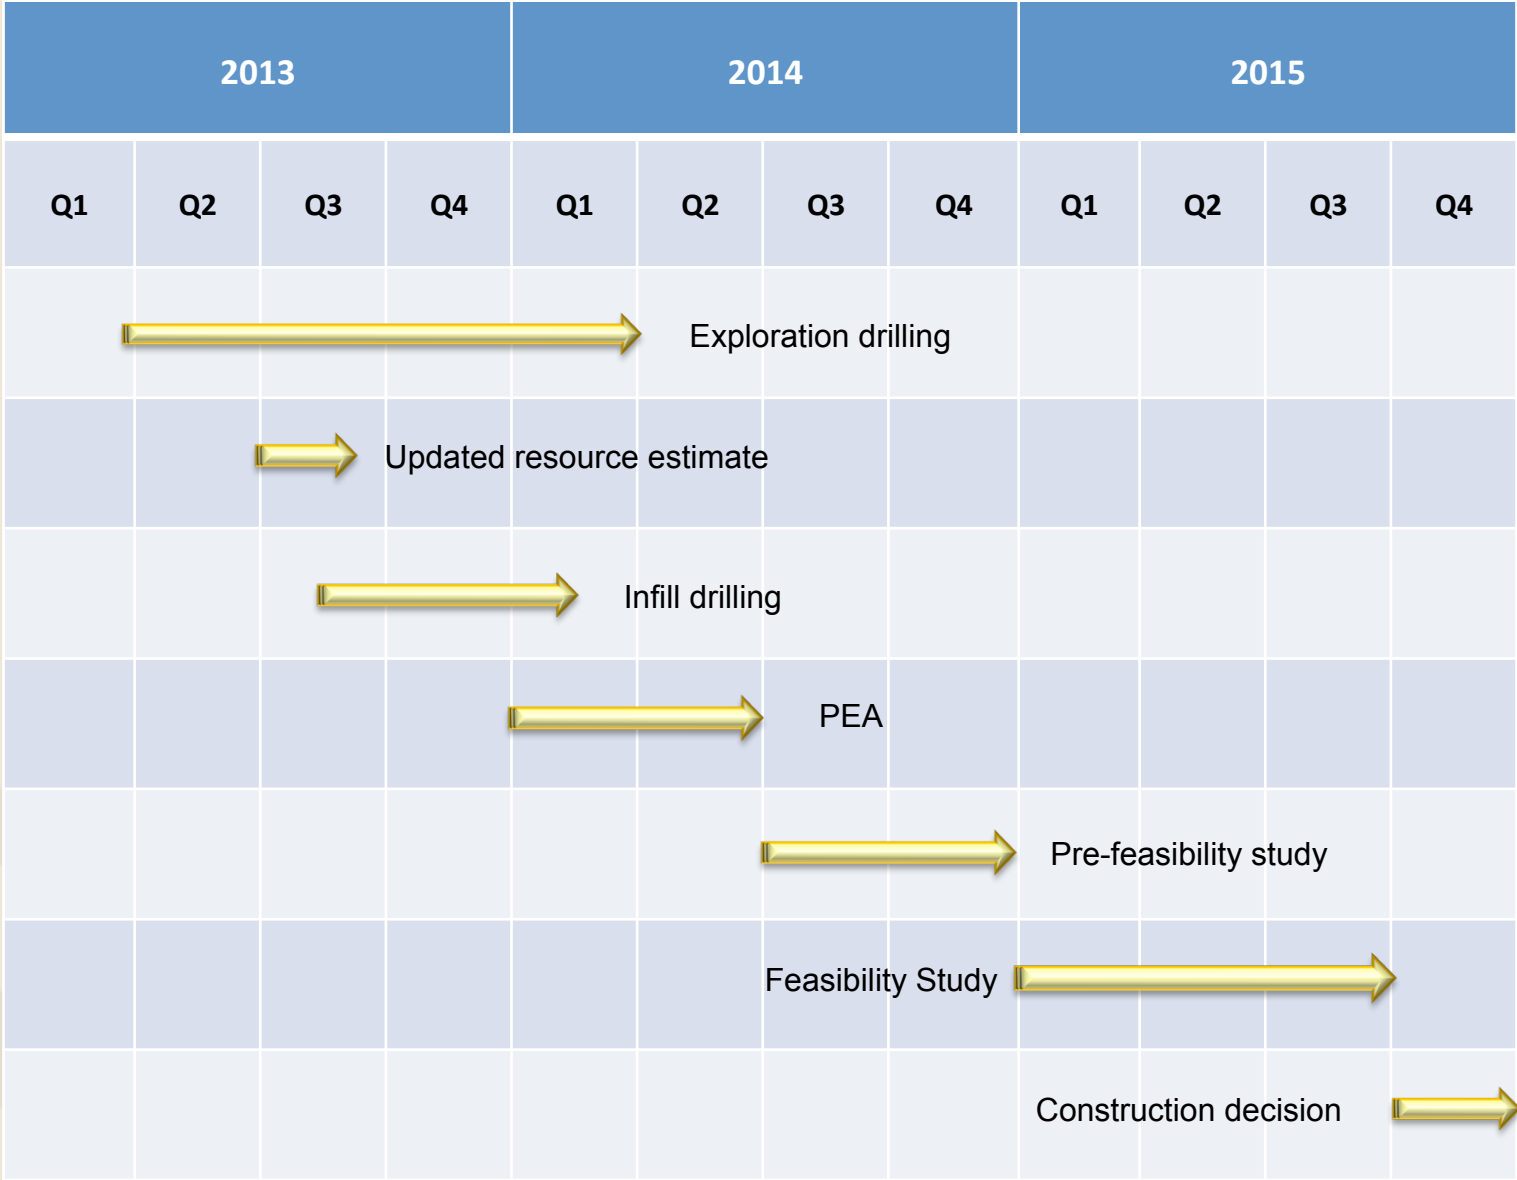 2013 2014 2015
Q1 Q2 Q3 Q4 Q1 Q2 Q3 Q4 Q1 Q2 Q3 Q4
Exploration drilling
Updated resource estimate
Infill drilling
PEA
Pre-feasibility study
Feasibility Study
Construction decision